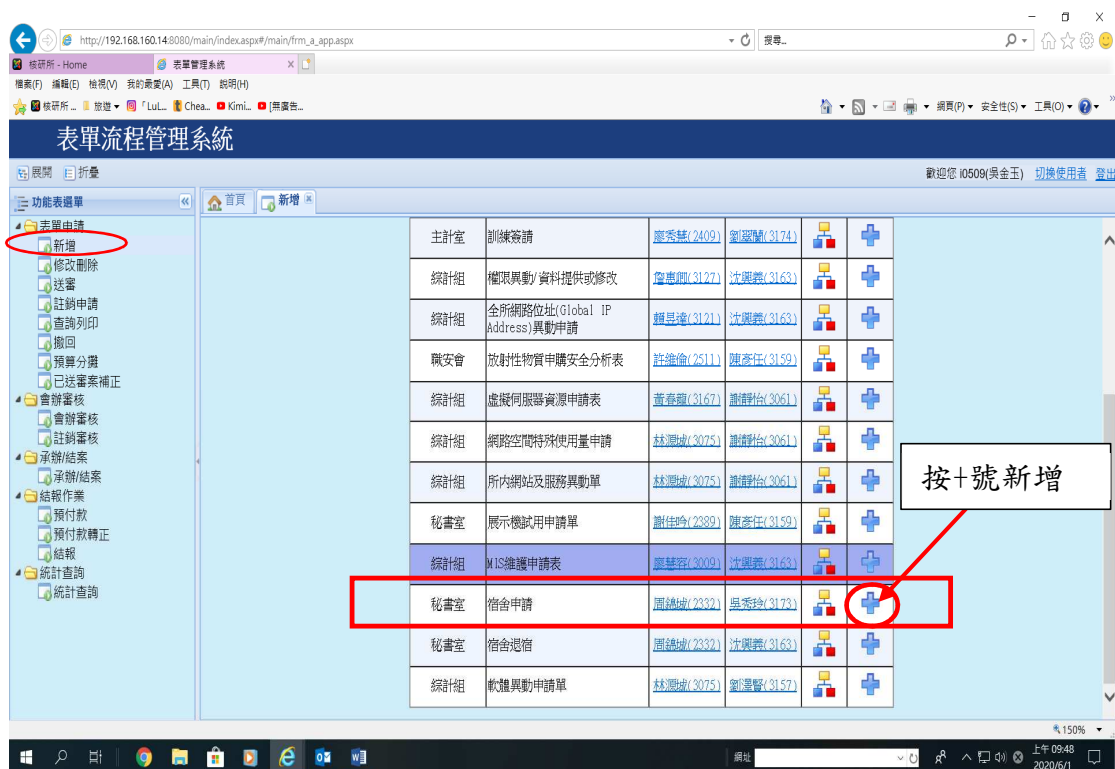 http://192.168.160.14:8080/main/index.aspx#/main/frm_a_app.aspx
搜尋...
核研所 - Home
表單管理系統
檔案(F) 編輯(E) 檢視(V) 我的最愛(A) 工具(T) 說明(H)
核研所 ... 旅遊 「LuL... Chea... Kimi... [無廣告...
網頁(P) 安全性(S) 工具(O)
表單流程管理系統
展開 折疊
歡迎您 i0509(吳金玉) 切換使用者 登出
功能表選單
首頁 新增
表單申請
新增
修改刪除
送審
註銷申請
查詢列印
撤回
預算分攤
已送審案補正
會辦審核
會辦審核
註銷審核
承辦/結案
承辦/結案
結報作業
預付款
預付款轉正
結報
統計查詢
統計查詢
主計室 訓練簽請 廖秀慧(2409) 劉翠蘭(3174)
綜計組 權限異動/資料提供或修改 詹惠卿(3127) 沈興義(3163)
綜計組 全所網路位址(Global IP
Address)異動申請 賴昱達(3121) 沈興義(3163)
職安會 放射性物質申購安全分析表 許維倫(2511) 陳彥任(3159)
綜計組 虛擬伺服器資源申請表 黃春龍(3167) 謝靜怡(3061)
綜計組 網路空間特殊使用量申請 林淵斌(3075) 謝靜怡(3061)
綜計組 所内網站及服務異動單 林淵斌(3075) 謝靜怡(3061)
秘書室 展示機試用申請單 謝佳吟(2389) 陳彥任(3159)
綜計組 MIS維護申請表 廖慧容(3009) 沈興義(3163)
秘書室 宿舍申請 周錦城(2332) 吳秀玲(3173)
秘書室 宿舍退宿 周錦城(2332) 沈興義(3163)
綜計組 軟體異動申請單 (3075) (3157)
按+號新增
150%
網址
上午 09:48
2020/6/1